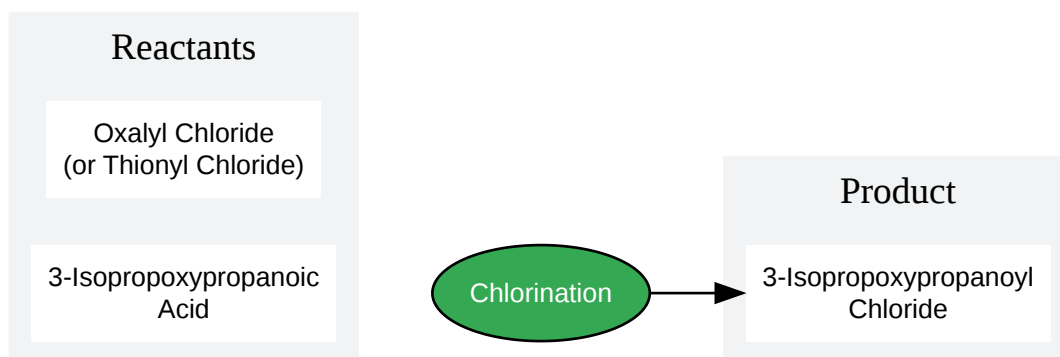 Reactants
Oxalyl Chloride
(or Thionyl Chloride)
3-Isopropoxypropanoic
Acid
Chlorination
Product
3-Isopropoxypropanoyl
Chloride